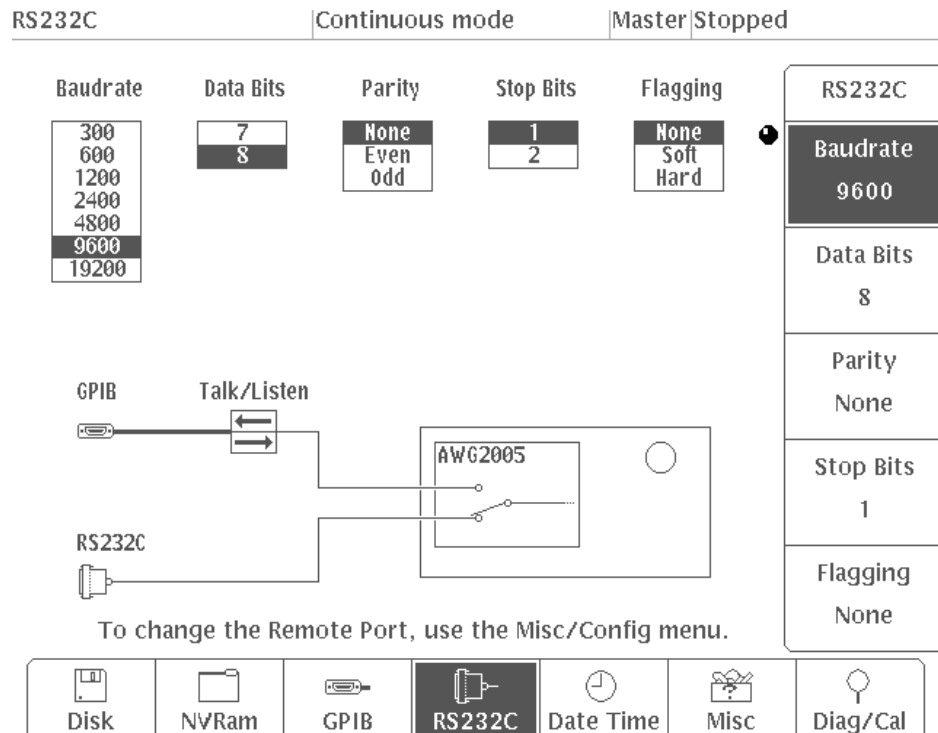 RS232C Continuous mode Master Stopped
Baudrate Data Bits Parity Stop Bits Flagging
300
600
1200
2400
4800
9600
19200
7
8
None
Even
Odd
1
2
None
Soft
Hard
RS232C
Baudrate
9600
Data Bits
8
Parity
None
Stop Bits
1
Flagging
None
GPIB Talk/Listen
AWG2005
RS232C
To change the Remote Port, use the Misc/Config menu.
Disk NVRam GPIB RS232C Date Time ? Misc Diag/Cal